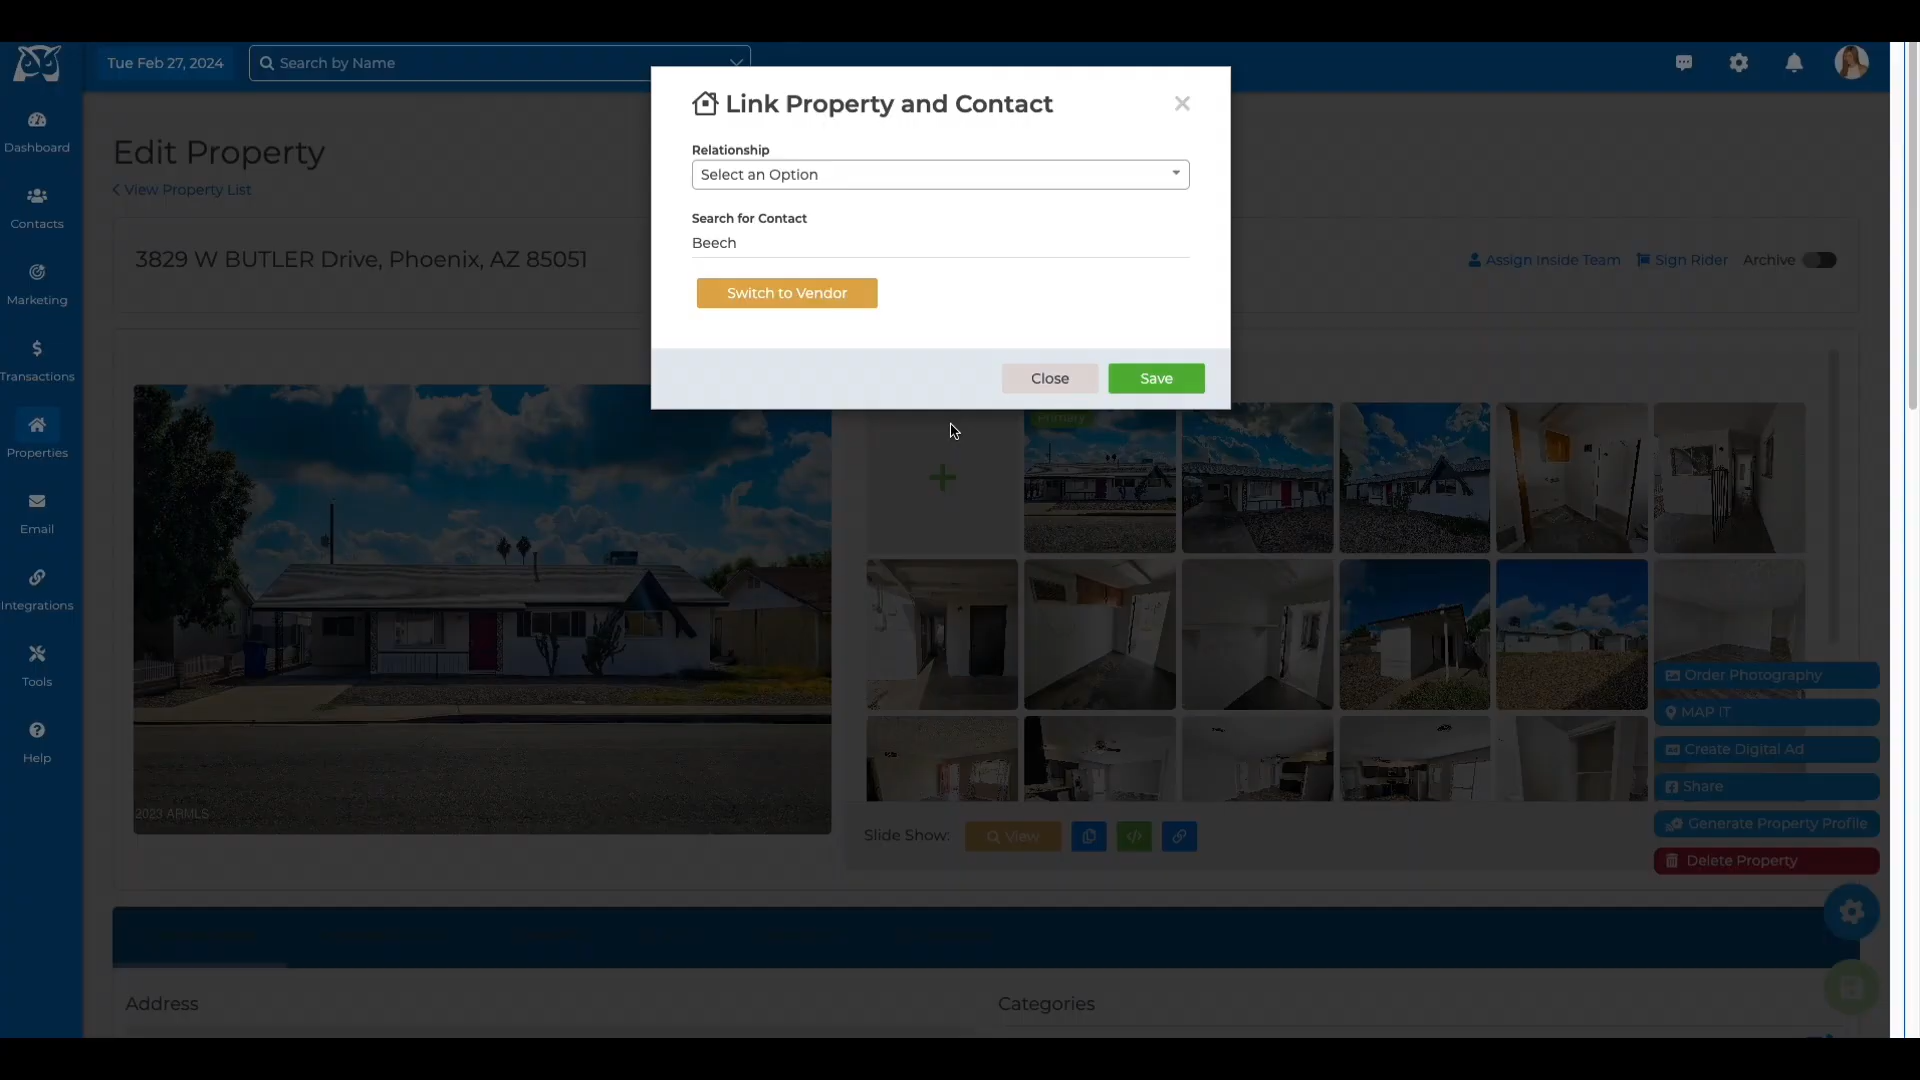 Tue Feb 27, 2024
Search by Name
Link Property and Contact
Relationship
Select an Option
Search for Contact
Beech
Switch to Vendor
Close
Save
Dashboard
Contacts
Marketing
Transactions
Properties
Email
Integrations
Tools
Help
Edit Property
View Property List
3829 W BUTLER Drive, Phoenix, AZ 85051
Assign Inside Team
Sign Rider
Archive
Primary
2023 ARMLS
Slide Show:
View
Order Photography
MAP IT
Create Digital Ad
Share
Generate Property Profile
Delete Property
Address
Categories